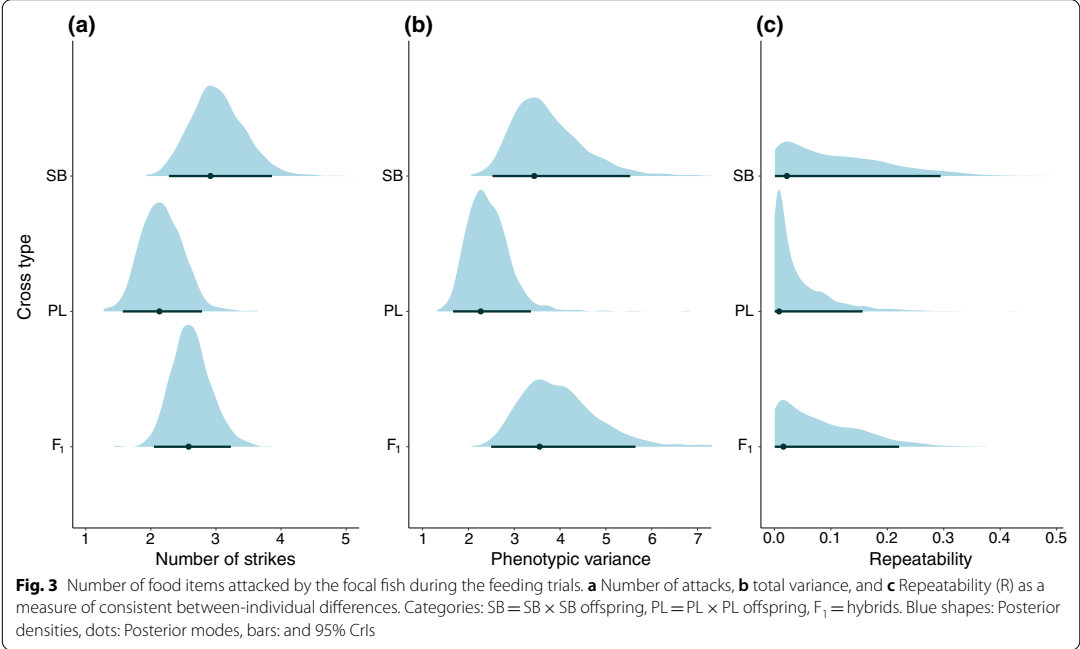 (a) (b) (c)
Cross type
SB SB SB
PL PL PL
F1 F1 F1
1 2 3 4 5 1 2 3 4 5 6 7 0.0 0.1 0.2 0.3 0.4 0.5
Number of strikes Phenotypic variance Repeatability
Fig. 3 Number of food items attacked by the focal fish during the feeding trials. a Number of attacks, b total variance, and c Repeatability (R) as a
measure of consistent between-individual differences. Categories: SB = SB × SB offspring, PL = PL × PL offspring, F1 = hybrids. Blue shapes: Posterior
densities, dots: Posterior modes, bars: and 95% CrIs